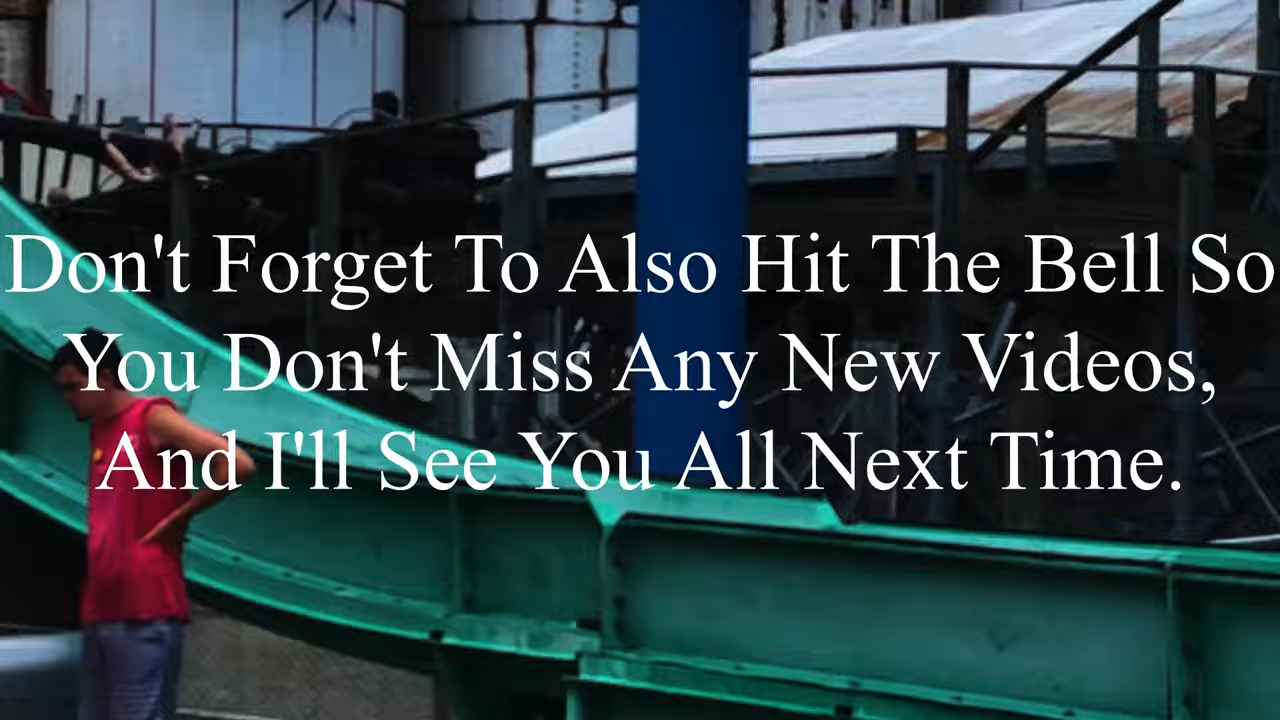 Don't Forget To Also Hit The Bell So
You Don't Miss Any New Videos,
And I'll See You All Next Time.